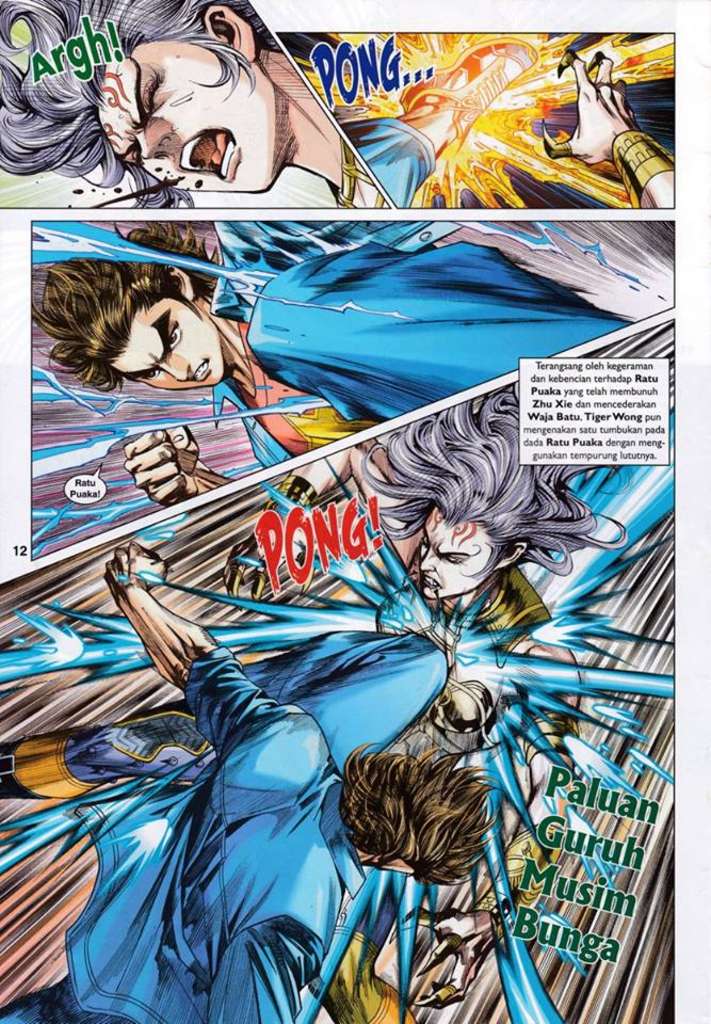 Argh!
PONG...
Terangsang oleh kegeraman
dan kebencian terhadap Ratu
Puaka yang telah membunuh
Zhu Xie dan mencederakan
Waja Batu, Tiger Wong pun
mengenakan satu tumbukan pada
dada Ratu Puaka dengan meng-
gunakan tempurung lututnya.
Ratu
Puaka!
12
PONG!
Paluan
Guruh
Musim
Bunga